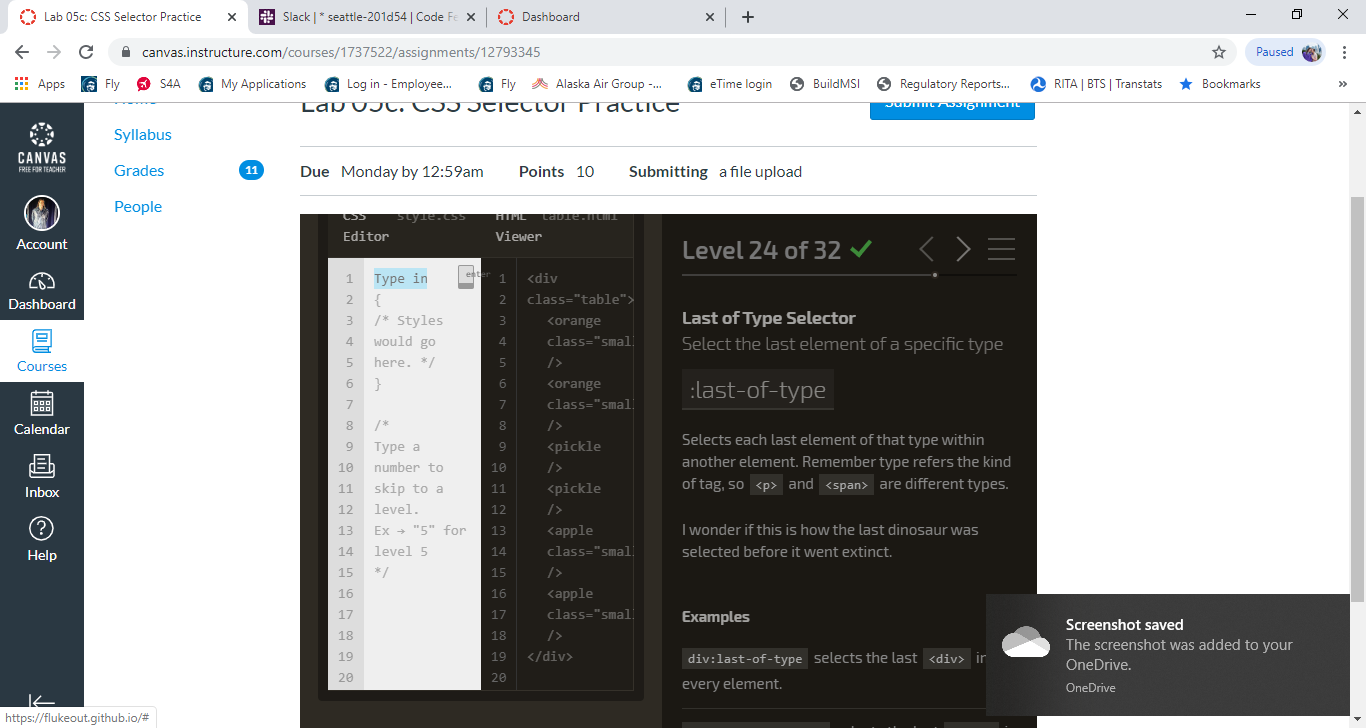 Lab 05c: CSS Selector Practice
Slack | * seattle-201d54 | Code Fe
Dashboard
canvas.instructure.com/courses/1737522/assignments/12793345
Paused
Apps Fly S4A My Applications Log in - Employee... Fly Alaska Air Group -... eTime login BuildMSI Regulatory Reports... RITA | BTS | Transtats Bookmarks »
CANVAS
FREE FOR TEACHER
Account
Dashboard
Courses
Calendar
Inbox
Help
Home
Syllabus
Grades 11
People
Lab 05c: CSS Selector Practice
Submit Assignment
Due Monday by 12:59am Points 10 Submitting a file upload
CSS style.css
Editor
HTML table.html
Viewer
1 Type in enter
2 {
3 /* Styles
4 would go
5 here. */
6 }
7
8 /*
9 Type a
10 number to
11 skip to a
12 level.
13 Ex → "5" for
14 level 5
15 */
16
17
18
19
20
1 <div
2 class="table">
3 <orange
4 class="smal
5 />
6 <orange
7 class="smal
8 />
9 <pickle
10 />
11 <pickle
12 />
13 <apple
14 class="smal
15 />
16 <apple
17 class="smal
18 />
19 </div>
20
Level 24 of 32
Last of Type Selector
Select the last element of a specific type
:last-of-type
Selects each last element of that type within
another element. Remember type refers the kind
of tag, so <p> and <span> are different types.
I wonder if this is how the last dinosaur was
selected before it went extinct.
Examples
div:last-of-type selects the last <div> in
every element.
Screenshot saved
The screenshot was added to your
OneDrive.
OneDrive
https://flukeout.github.io/#